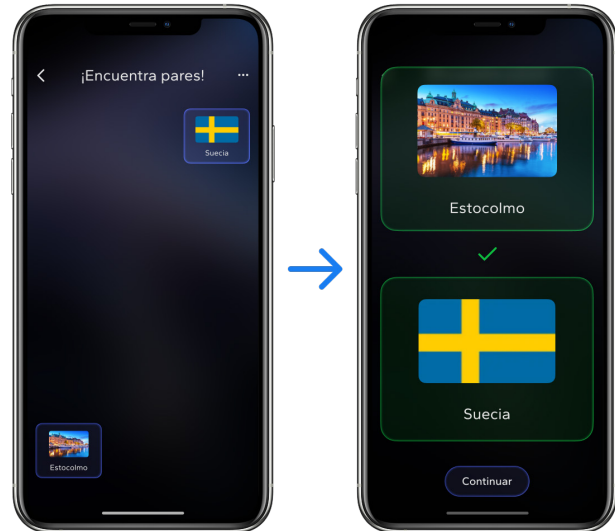 ¡Encuentra pares!
Suecia
Estocolmo
Estocolmo
Suecia
Continuar